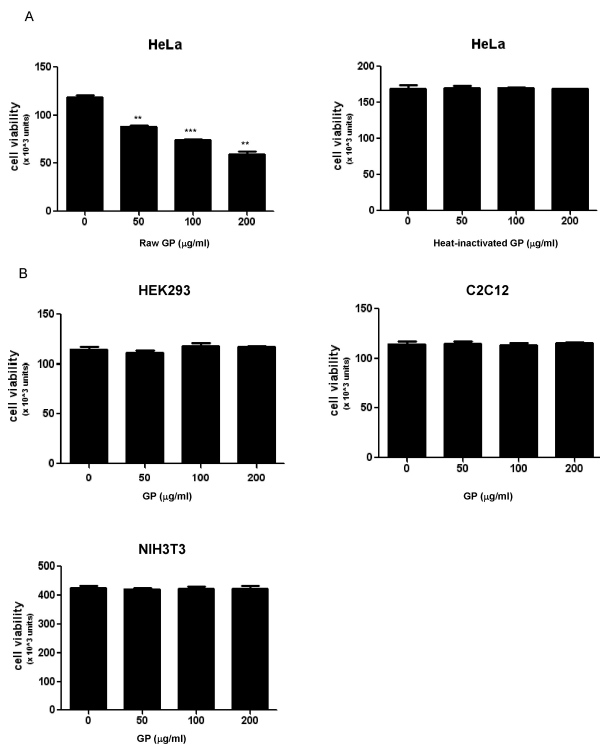 A
HeLa
150
100
50
0
cell viability
(x 10^3 units)
**
***
**
0 50 100 200
Raw GP (μg/ml)
HeLa
200
150
100
50
0
cell viability
(x 10^3 units)
0 50 100 200
Heat-inactivated GP (μg/ml)
B
HEK293
150
100
50
0
cell viability
(x 10^3 units)
0 50 100 200
GP (μg/ml)
C2C12
150
100
50
0
cell viability
(x 10^3 units)
0 50 100 200
GP (μg/ml)
NIH3T3
500
400
300
200
100
0
cell viability
(x 10^3 units)
0 50 100 200
GP (μg/ml)